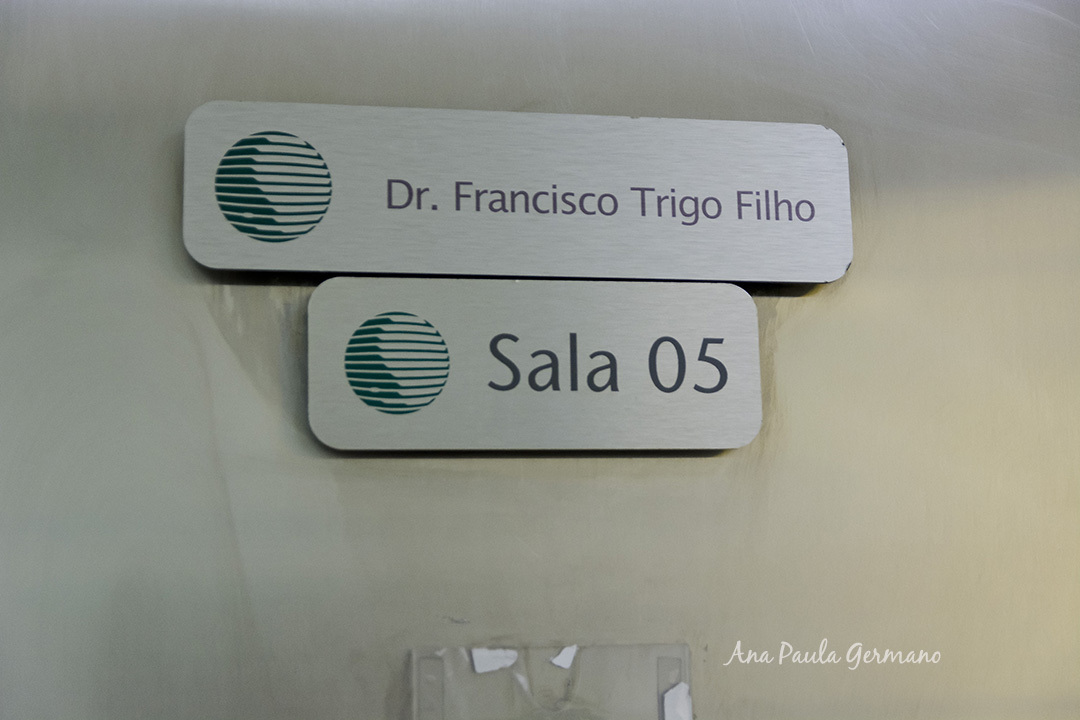 Dr. Francisco Trigo Filho
Sala 05
Ana Paula Germano